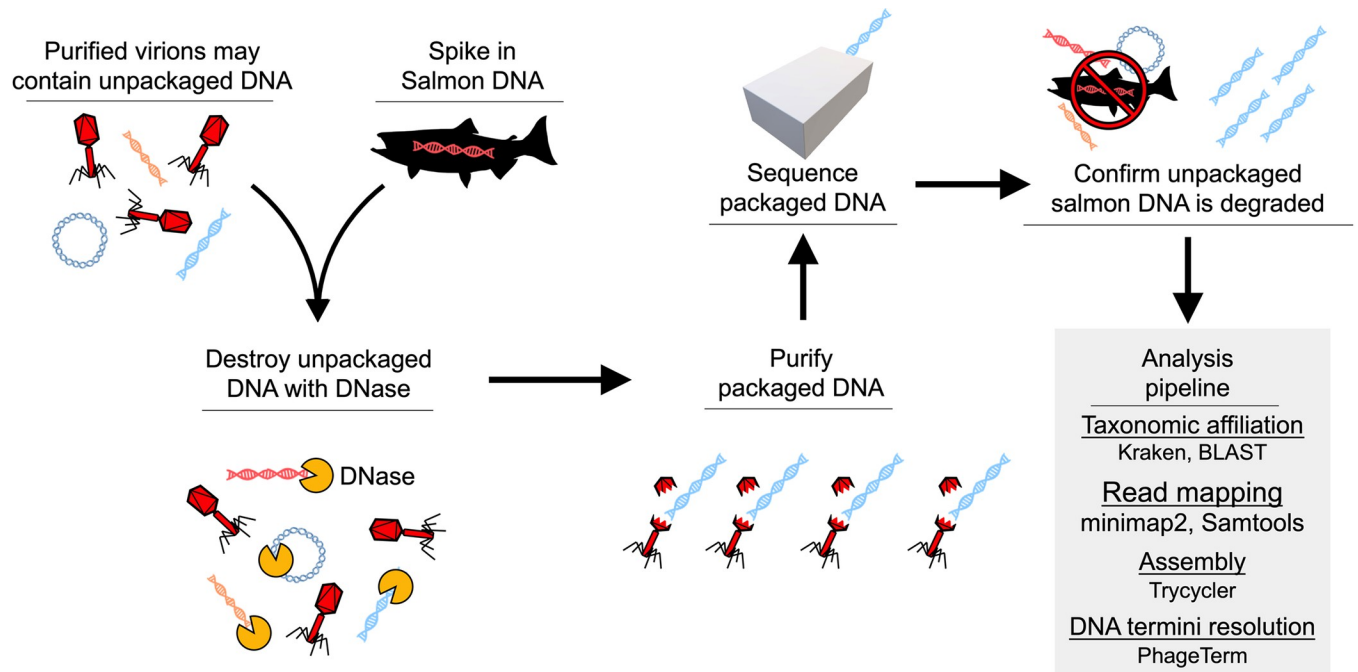 Purified virions may
contain unpackaged DNA
Spike in
Salmon DNA
Destroy unpackaged
DNA with DNase
DNase
Purify
packaged DNA
Sequence
packaged DNA
Confirm unpackaged
salmon DNA is degraded
Analysis
pipeline
Taxonomic affiliation
Kraken, BLAST
Read mapping
minimap2, Samtools
Assembly
Trycycler
DNA termini resolution
PhageTerm